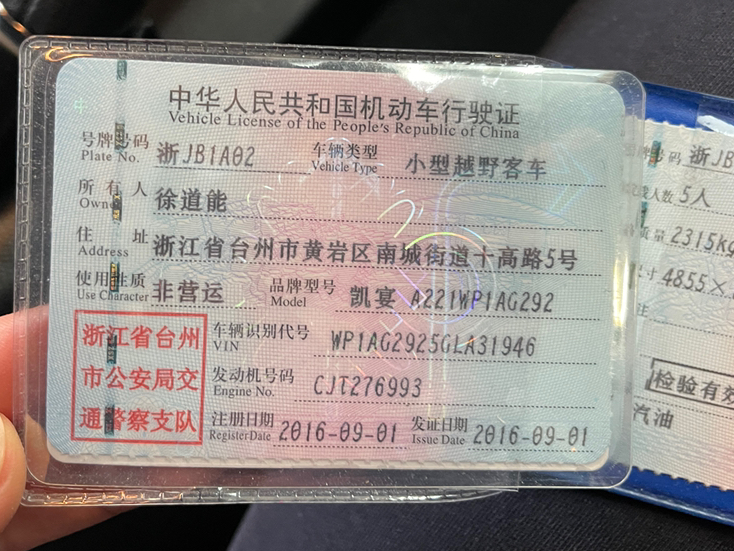 中华人民共和国机动车行驶证
Vehicle License of the People's Republic of China
号牌号码 浙JB1A02 车辆类型 小型越野客车
Plate No. Vehicle Type
所有人 徐道能
Owner
住址 浙江省台州市黄岩区南城街道十高路5号
Address
使用性质 非营运 品牌型号 凯宴 A221WP1AG292
Use Character Model
浙江省台州
市公安局交
通警察支队
车辆识别代号 WP1AG2925GLA31946
VIN
发动机号码 CJT276993
Engine No.
注册日期 2016-09-01 发证日期 2016-09-01
Register Date Issue Date
号码 浙JB
人数 5人
质量 2315kg
寸 4855×
检验有效
汽油